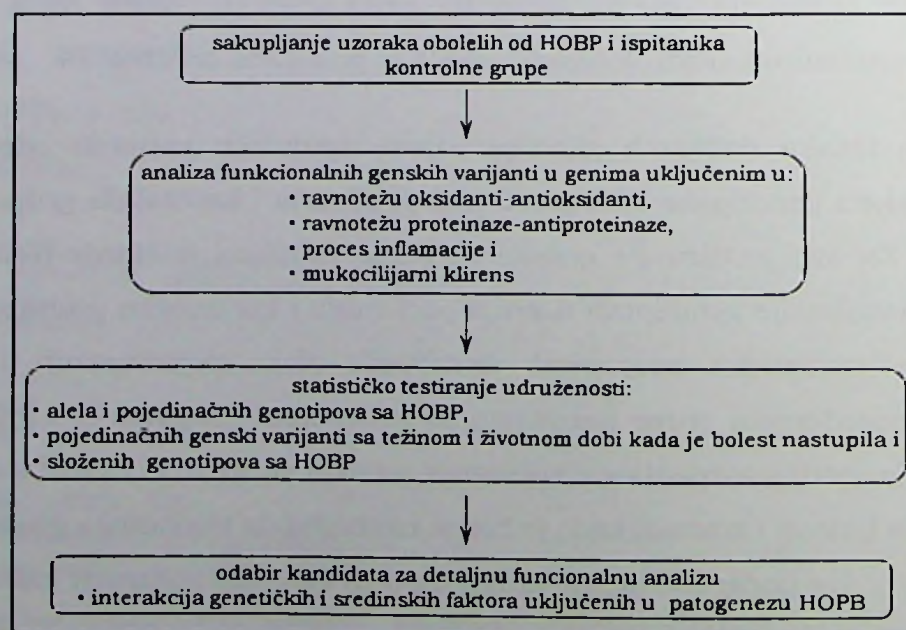 sakupljanje uzoraka obolelih od HOBP i ispitanika
kontrolne grupe
analiza funkcionalnih genskih varijanti u genima uključenim u:
• ravnotežu oksidanti-antioksidanti,
• ravnotežu proteinaze-antiproteinaze,
• proces inflamacije i
• mukocilijarni klirens
statističko testiranje udruženosti:
• alela i pojedinačnih genotipova sa HOBP,
• pojedinačnih genski varijanti sa težinom i životnom dobi kada je bolest nastupila i
• složenih genotipova sa HOBP
odabir kandidata za detaljnu funcionalnu analizu
• interakcija genetičkih i sredinskih faktora uključenih u patogenezu HOPB